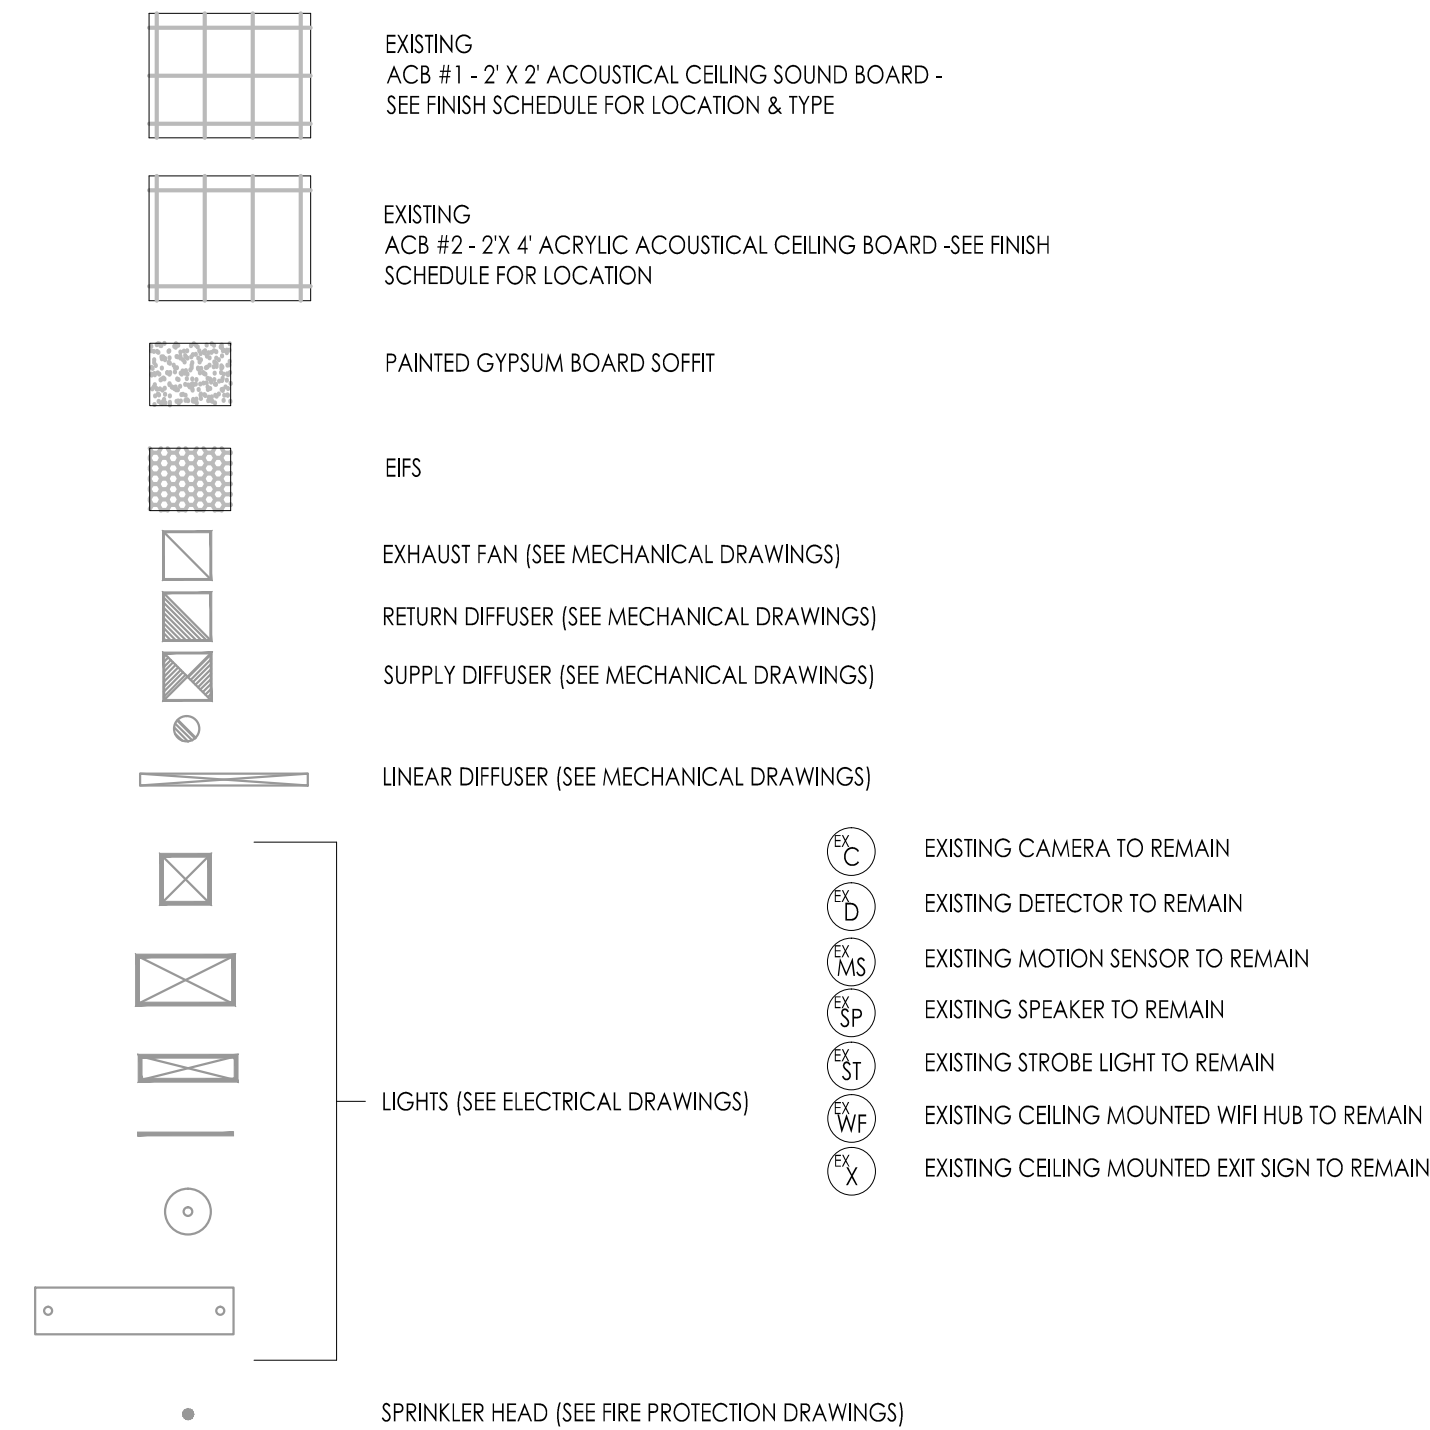 EXISTING
ACB #1 - 2' X 2' ACOUSTICAL CEILING SOUND BOARD -
SEE FINISH SCHEDULE FOR LOCATION & TYPE
EXISTING
ACB #2 - 2'X 4' ACRYLIC ACOUSTICAL CEILING BOARD -SEE FINISH
SCHEDULE FOR LOCATION
PAINTED GYPSUM BOARD SOFFIT
EIFS
EXHAUST FAN (SEE MECHANICAL DRAWINGS)
RETURN DIFFUSER (SEE MECHANICAL DRAWINGS)
SUPPLY DIFFUSER (SEE MECHANICAL DRAWINGS)
LINEAR DIFFUSER (SEE MECHANICAL DRAWINGS)
LIGHTS (SEE ELECTRICAL DRAWINGS)
SPRINKLER HEAD (SEE FIRE PROTECTION DRAWINGS)
EX
C
EXISTING CAMERA TO REMAIN
EX
D
EXISTING DETECTOR TO REMAIN
EX
MS
EXISTING MOTION SENSOR TO REMAIN
EX
SP
EXISTING SPEAKER TO REMAIN
EX
ST
EXISTING STROBE LIGHT TO REMAIN
EX
WF
EXISTING CEILING MOUNTED WIFI HUB TO REMAIN
EX
X
EXISTING CEILING MOUNTED EXIT SIGN TO REMAIN